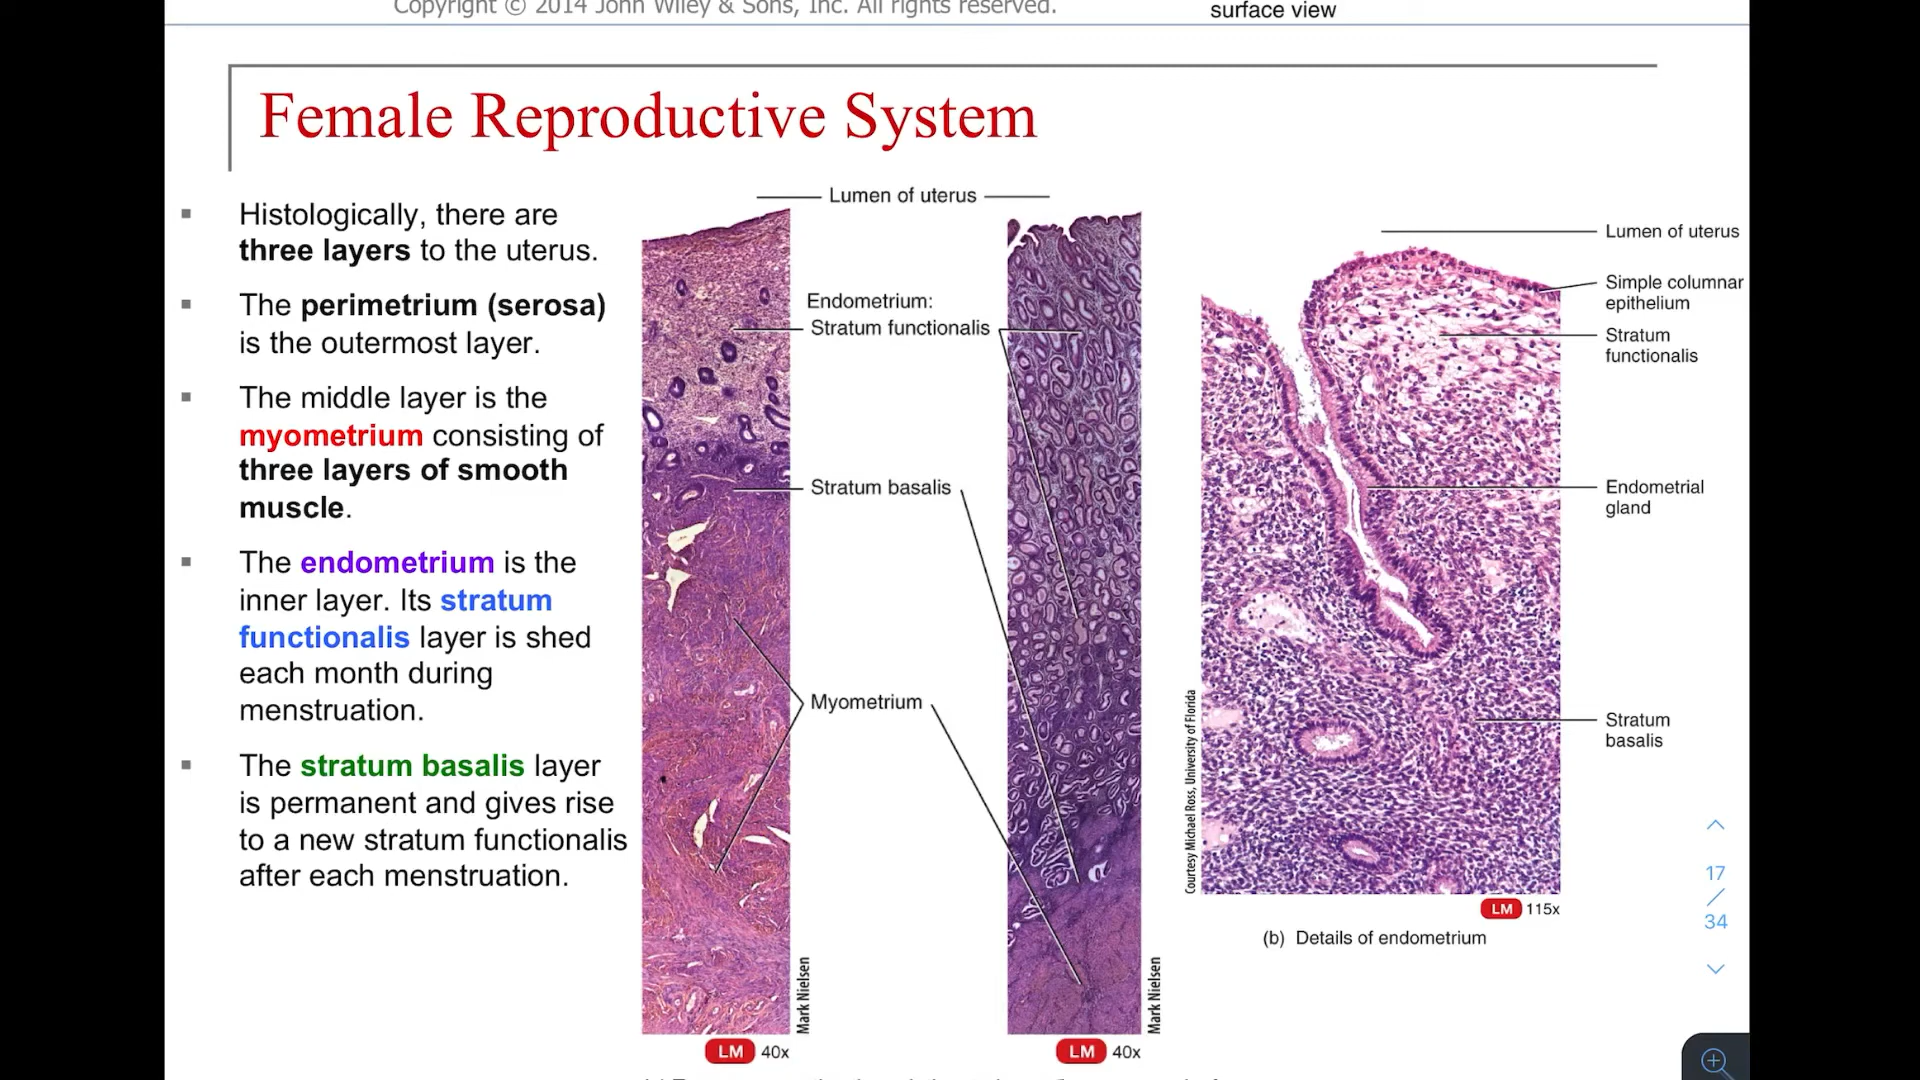 Copyright © 2014 John Wiley & Sons, Inc. All rights reserved.
surface view
Female Reproductive System
▪ Histologically, there are
three layers to the uterus.
▪ The perimetrium (serosa)
is the outermost layer.
▪ The middle layer is the
myometrium consisting of
three layers of smooth
muscle.
▪ The endometrium is the
inner layer. Its stratum
functionalis layer is shed
each month during
menstruation.
▪ The stratum basalis layer
is permanent and gives rise
to a new stratum functionalis
after each menstruation.
Lumen of uterus
Endometrium:
Stratum functionalis
Stratum basalis
Myometrium
Mark Nielsen
LM 40x
Mark Nielsen
LM 40x
Lumen of uterus
Simple columnar
epithelium
Stratum
functionalis
Endometrial
gland
Stratum
basalis
Courtesy Michael Ross, University of Florida
LM 115x
(b) Details of endometrium
17
/
34